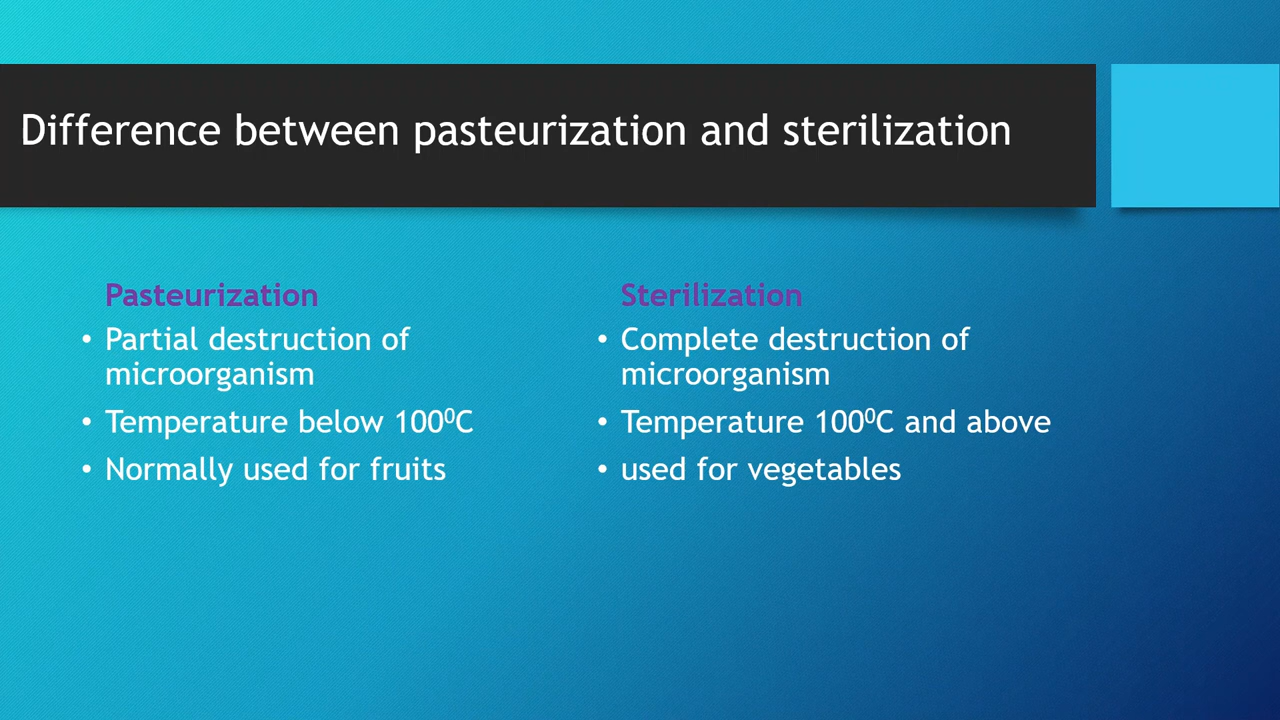 Difference between pasteurization and sterilization
Pasteurization
• Partial destruction of
microorganism
• Temperature below 100⁰C
• Normally used for fruits
Sterilization
• Complete destruction of
microorganism
• Temperature 100⁰C and above
• used for vegetables